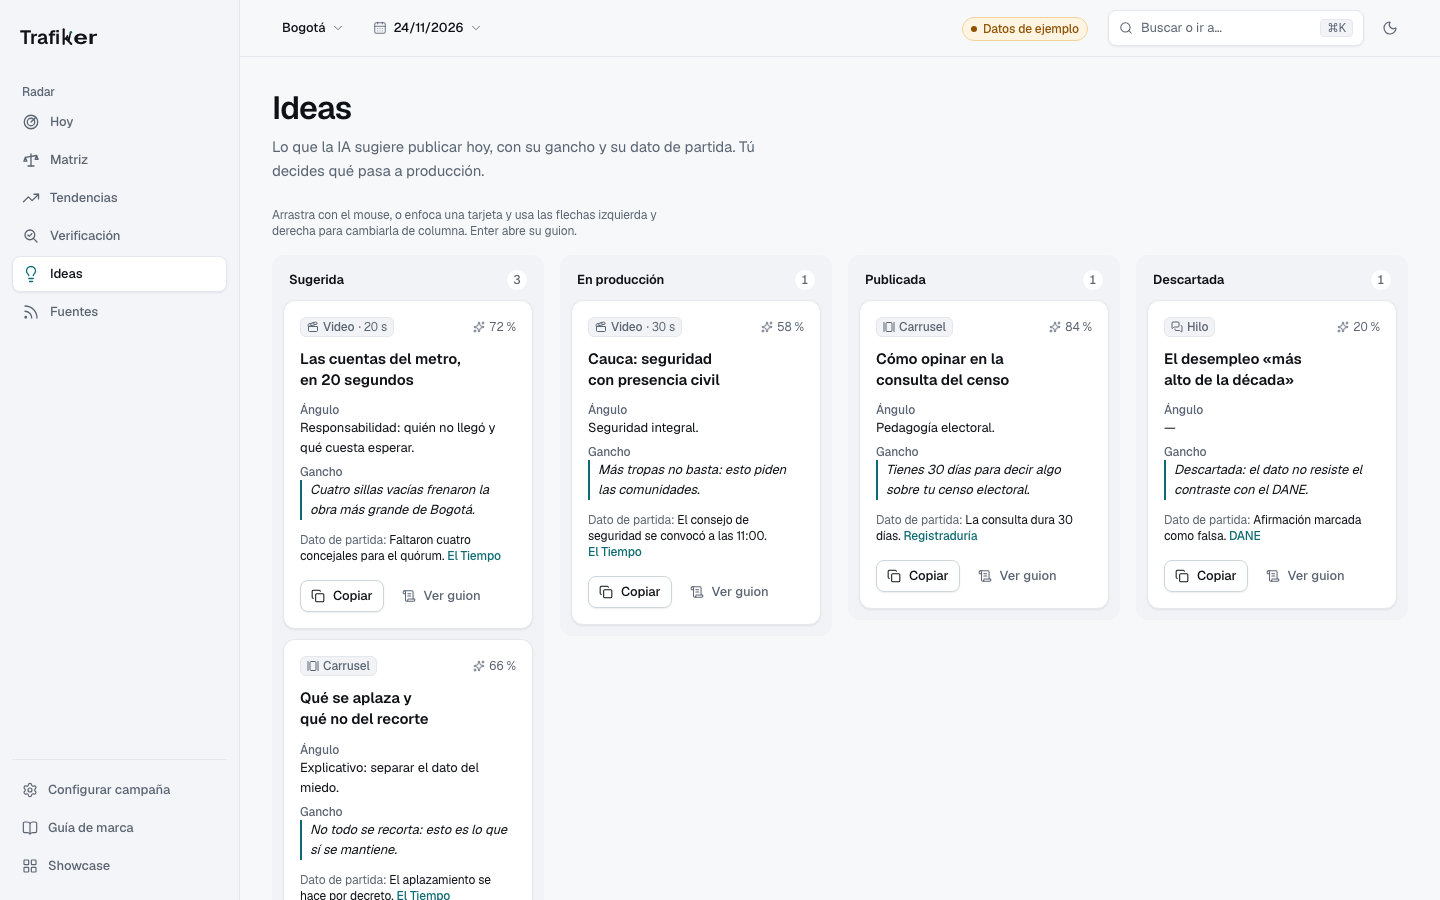 Trafiker
Radar
Hoy
Matriz
Tendencias
Verificación
Ideas
Fuentes
Configurar campaña
Guía de marca
Showcase
Bogotá
24/11/2026
Datos de ejemplo
Buscar o ir a...
⌘K
Ideas
Lo que la IA sugiere publicar hoy, con su gancho y su dato de partida. Tú
decides qué pasa a producción.
Arrastra con el mouse, o enfoca una tarjeta y usa las flechas izquierda y
derecha para cambiarla de columna. Enter abre su guion.
Sugerida
3
Video · 20 s
72 %
Las cuentas del metro,
en 20 segundos
Ángulo
Responsabilidad: quién no llegó y
qué cuesta esperar.
Gancho
Cuatro sillas vacías frenaron la
obra más grande de Bogotá.
Dato de partida: Faltaron cuatro
concejales para el quórum. El Tiempo
Copiar
Ver guion
Carrusel
66 %
Qué se aplaza y
qué no del recorte
Ángulo
Explicativo: separar el dato del
miedo.
Gancho
No todo se recorta: esto es lo que
sí se mantiene.
Dato de partida: El aplazamiento se
hace por decreto. El Tiempo
En producción
1
Video · 30 s
58 %
Cauca: seguridad
con presencia civil
Ángulo
Seguridad integral.
Gancho
Más tropas no basta: esto piden
las comunidades.
Dato de partida: El consejo de
seguridad se convocó a las 11:00.
El Tiempo
Copiar
Ver guion
Publicada
1
Carrusel
84 %
Cómo opinar en la
consulta del censo
Ángulo
Pedagogía electoral.
Gancho
Tienes 30 días para decir algo
sobre tu censo electoral.
Dato de partida: La consulta dura 30
días. Registraduría
Copiar
Ver guion
Descartada
1
Hilo
20 %
El desempleo «más
alto de la década»
Ángulo
—
Gancho
Descartada: el dato no resiste el
contraste con el DANE.
Dato de partida: Afirmación marcada
como falsa. DANE
Copiar
Ver guion